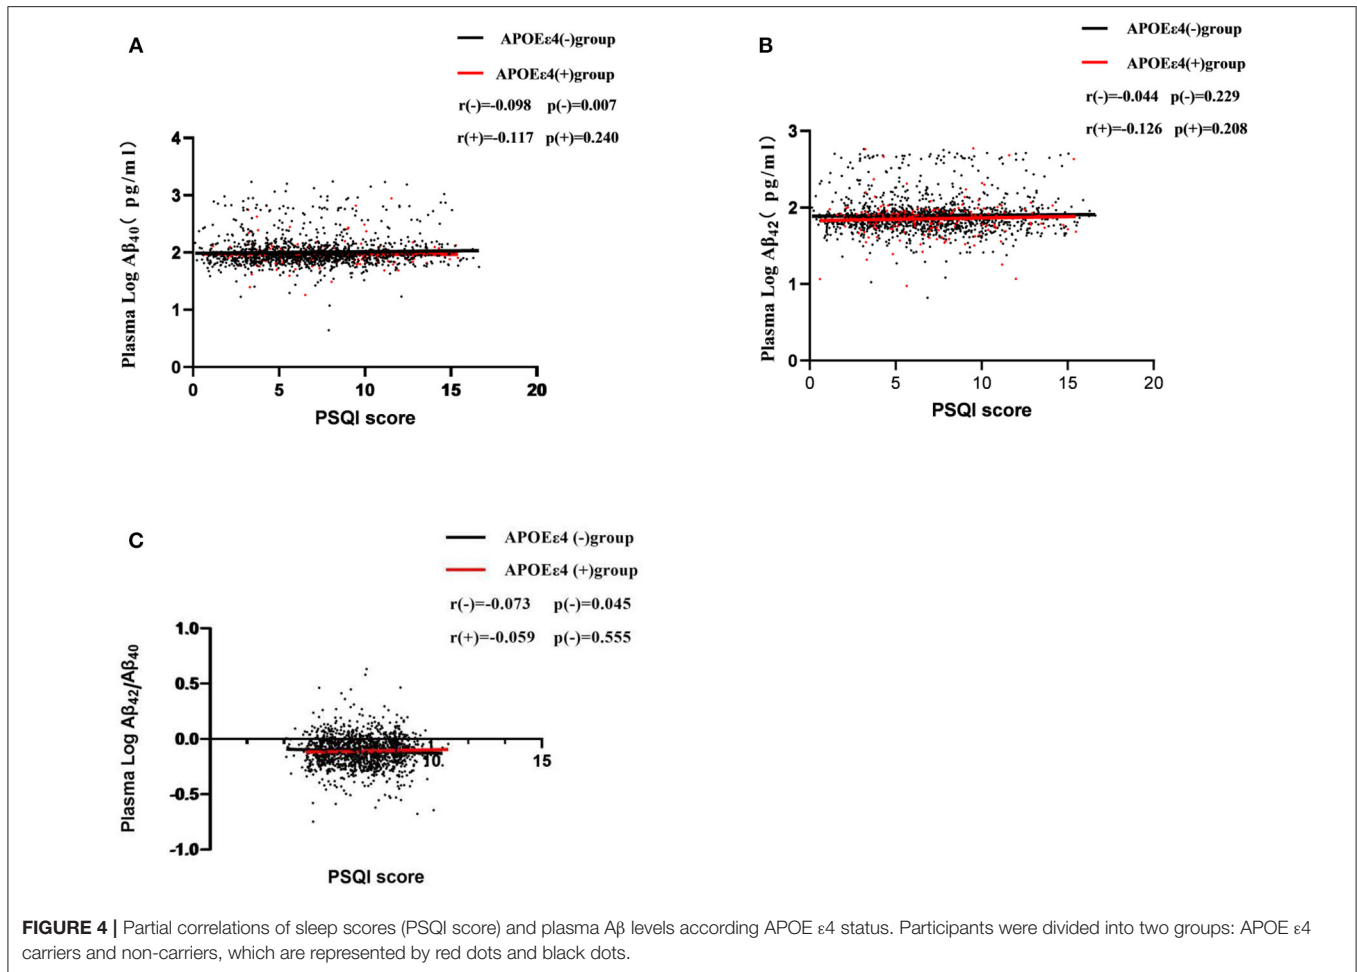 A
APOEε4(-)group
APOEε4(+)group
r(-)=-0.098 p(-)=0.007
r(+)=-0.117 p(+)=0.240
Plasma Log Aβ40( pg/ml)
4
3
2
1
0
0 5 10 15 20
PSQI score
B
APOEε4(-)group
APOEε4(+)group
r(-)=-0.044 p(-)=0.229
r(+)=-0.126 p(+)=0.208
Plasma Log Aβ42( pg/ml)
3
2
1
0
0 5 10 15 20
PSQI score
C
APOEε4 (-)group
APOEε4 (+)group
r(-)=-0.073 p(-)=0.045
r(+)=-0.059 p(-)=0.555
Plasma Log Aβ42/Aβ40
1.0
0.5
0.0
-0.5
-1.0
10 15
PSQI score
FIGURE 4 | Partial correlations of sleep scores (PSQI score) and plasma Aβ levels according APOE ε4 status. Participants were divided into two groups: APOE ε4
carriers and non-carriers, which are represented by red dots and black dots.